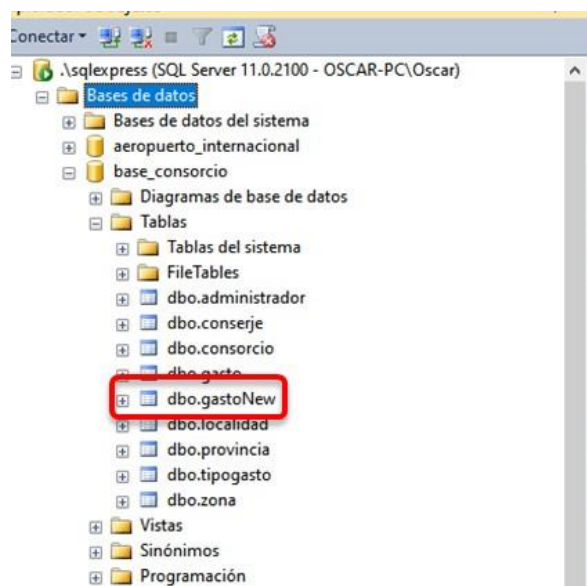 Conectar
.\sqlexpress (SQL Server 11.0.2100 - OSCAR-PC\Oscar)
Bases de datos
Bases de datos del sistema
aeropuerto_internacional
base_consorcio
Diagramas de base de datos
Tablas
Tablas del sistema
FileTables
dbo.administrador
dbo.conserje
dbo.consorcio
dbo.gasto
dbo.gastoNew
dbo.localidad
dbo.provincia
dbo.tipogasto
dbo.zona
Vistas
Sinónimos
Programación